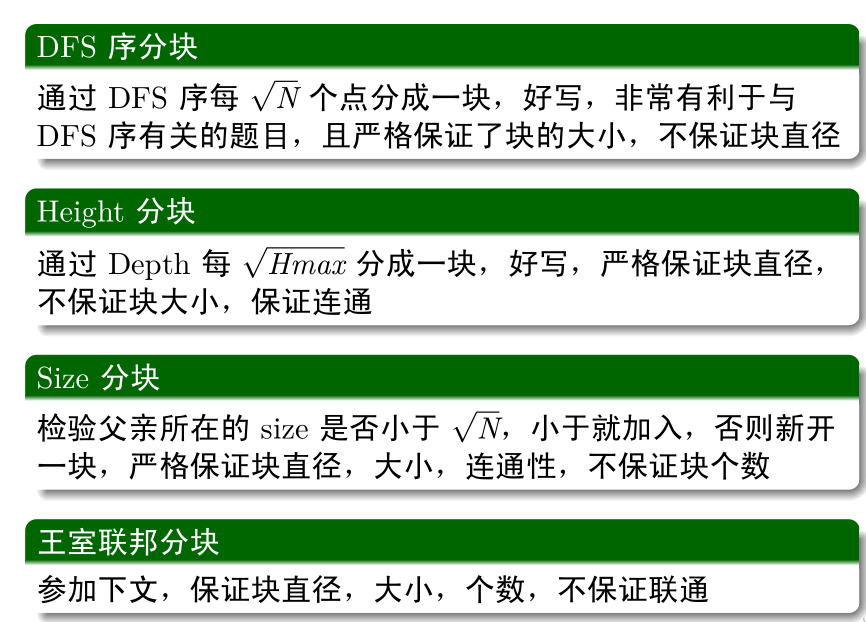 DFS 序分块
通过 DFS 序每 √N 个点分成一块，好写，非常有利于与
DFS 序有关的题目，且严格保证了块的大小，不保证块直径
Height 分块
通过 Depth 每 √Hmax 分成一块，好写，严格保证块直径，
不保证块大小，保证连通
Size 分块
检验父亲所在的 size 是否小于 √N，小于就加入，否则新开
一块，严格保证块直径，大小，连通性，不保证块个数
王室联邦分块
参加下文，保证块直径，大小，个数，不保证联通